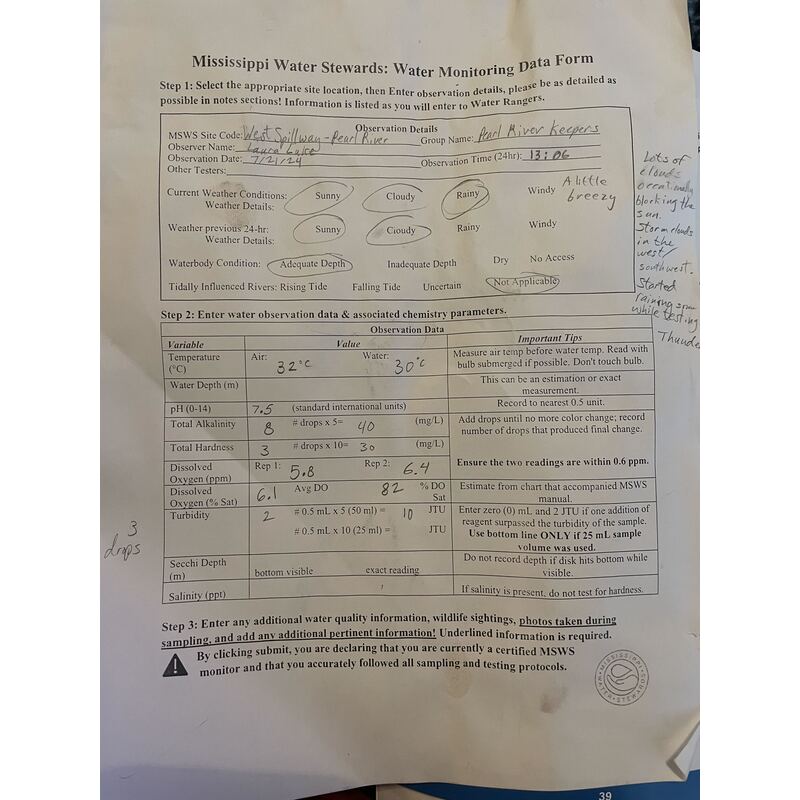 Mississippi Water Stewards: Water Monitoring Data Form
Step 1: Select the appropriate site location, then Enter observation details, please be as detailed as
possible in notes sections! Information is listed as you will enter to Water Rangers.
Observation Details
MSWS Site Code: West Spillway - Pearl River Group Name: Pearl River Keepers
Observer Name: Laura
Observation Date: 7/21/24 Observation Time (24hr): 13:06
Other Testers:
Current Weather Conditions: Sunny Cloudy Rainy Windy A little
breezy
Weather Details:
Weather previous 24-hr: Sunny Cloudy Rainy Windy
Weather Details:
Waterbody Condition: Adequate Depth Inadequate Depth Dry No Access
Tidally Influenced Rivers: Rising Tide Falling Tide Uncertain Not Applicable
Lots of
clouds
occationally
blocking the
sun.
Storm clouds
in the
west/
southwest.
Started
raining
while testing
Thunde
Step 2: Enter water observation data & associated chemistry parameters.
Observation Data
Variable Value Important Tips
Temperature (°C) Air: 32°C Water: 30°C Measure air temp before water temp. Read with
bulb submerged if possible. Don't touch bulb.
Water Depth (m) This can be an estimation or exact
measurement.
pH (0-14) 7.5 (standard international units) Record to nearest 0.5 unit.
Total Alkalinity 8 # drops x 5= 40 (mg/L) Add drops until no more color change; record
number of drops that produced final change.
Total Hardness 3 # drops x 10= 30 (mg/L)
Dissolved Oxygen (ppm) Rep 1: 5.8 Rep 2: 6.4 Ensure the two readings are within 0.6 ppm.
Dissolved Oxygen (% Sat) 6.1 Avg DO 82 % DO Sat Estimate from chart that accompanied MSWS
manual.
Turbidity 2 # 0.5 mL x 5 (50 ml) = 10 JTU Enter zero (0) mL and 2 JTU if one addition of
reagent surpassed the turbidity of the sample.
# 0.5 mL x 10 (25 ml) = JTU Use bottom line ONLY if 25 mL sample
volume was used.
3
drops
Secchi Depth (m) bottom visible exact reading Do not record depth if disk hits bottom while
visible.
Salinity (ppt) If salinity is present, do not test for hardness.
Step 3: Enter any additional water quality information, wildlife sightings, photos taken during
sampling, and add any additional pertinent information! Underlined information is required.
By clicking submit, you are declaring that you are currently a certified MSWS
monitor and that you accurately followed all sampling and testing protocols.
MISSISSIPPI
WATER STEWARDS
39